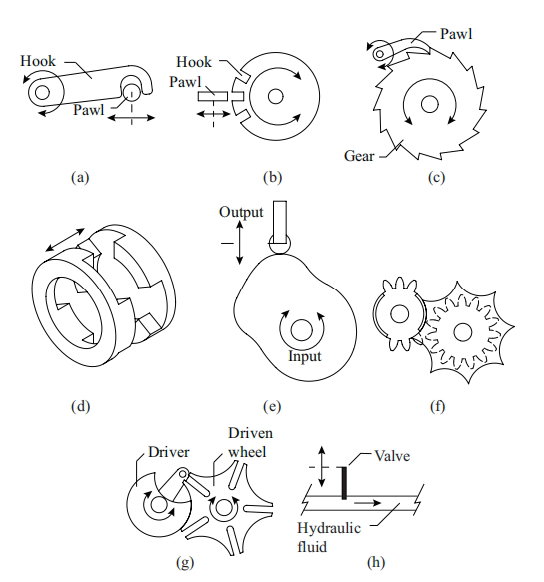 Hook
Pawl
(a)
Hook
Pawl
(b)
Pawl
Gear
(c)
(d)
Output
Input
(e)
(f)
Driver
Driven
wheel
(g)
Valve
Hydraulic
fluid
(h)